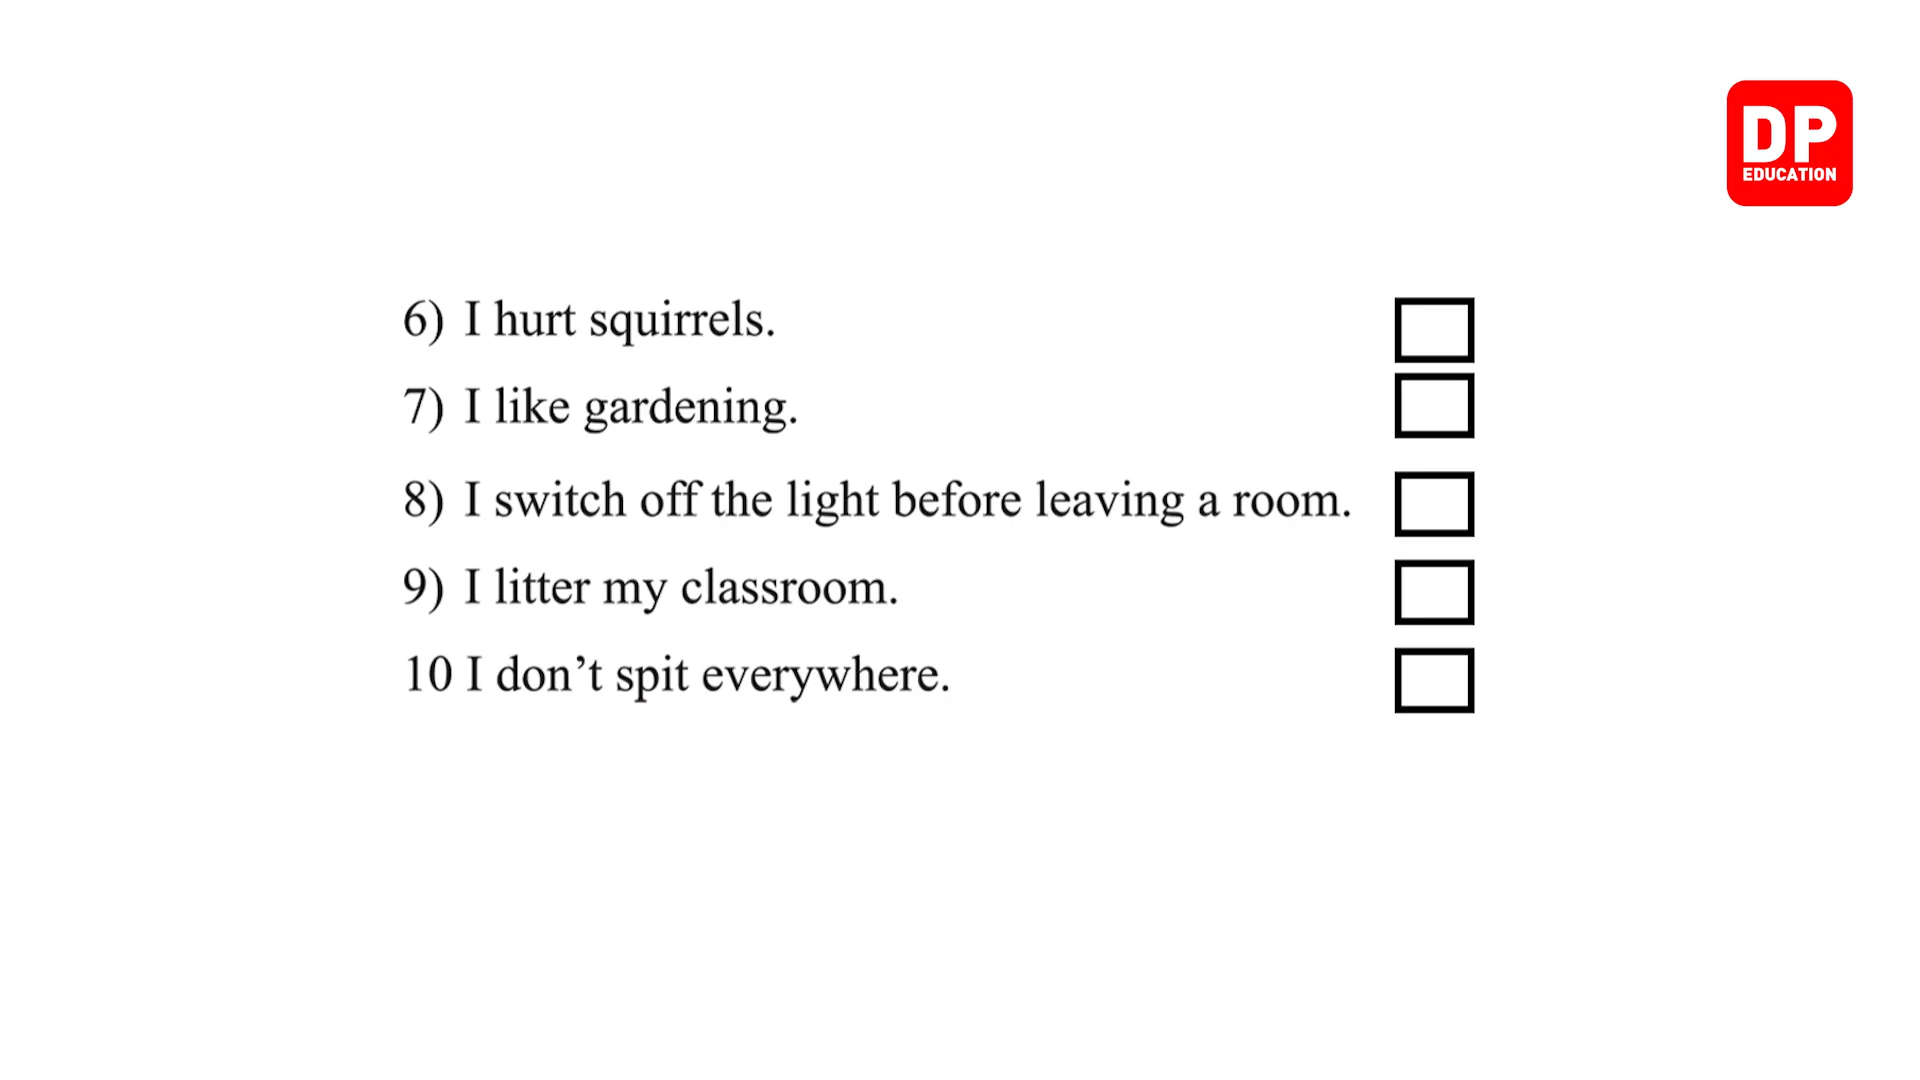 DP
EDUCATION
6) I hurt squirrels.
7) I like gardening.
8) I switch off the light before leaving a room.
9) I litter my classroom.
10 I don’t spit everywhere.